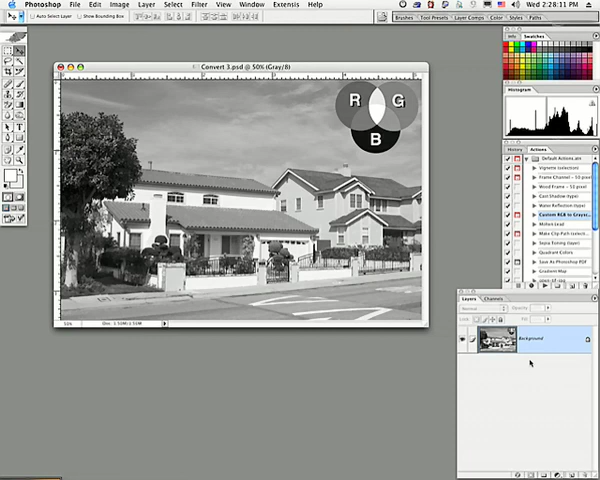 Photoshop File Edit Image Layer Select Filter View Window Extensis Help
Wed 2:28:11 PM
Auto Select Layer Show Bounding Box
Brushes Tool Presets Layer Comps Color Styles Paths
Info Swatches
Convert 3.psd @ 50% (Gray/8)
R G
B
Histogram
History Actions
Default Actions.atn
Vignette (selection)
Frame Channel - 50 pixel
Wood Frame - 50 pixel
Cast Shadow (type)
Water Reflection (type)
Custom RGB to Graysc...
Molten Lead
Make Clip Path (selecti...
Sepia Toning (layer)
Quadrant Colors
Save As Photoshop PDF
Gradient Map
Layers Channels
Normal Opacity:
Lock: Fill:
Background
50% Doc: